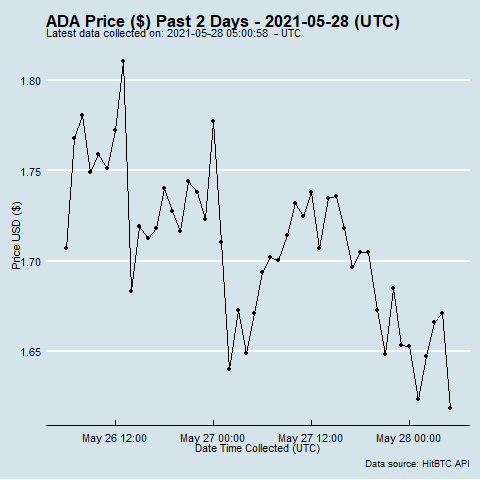 ADA Price ($) Past 2 Days - 2021-05-28 (UTC)
Latest data collected on: 2021-05-28 05:00:58 - UTC
1.80
1.75
1.70
1.65
Price USD ($)
May 26 12:00
May 27 00:00
May 27 12:00
May 28 00:00
Date Time Collected (UTC)
Data source: HitBTC API